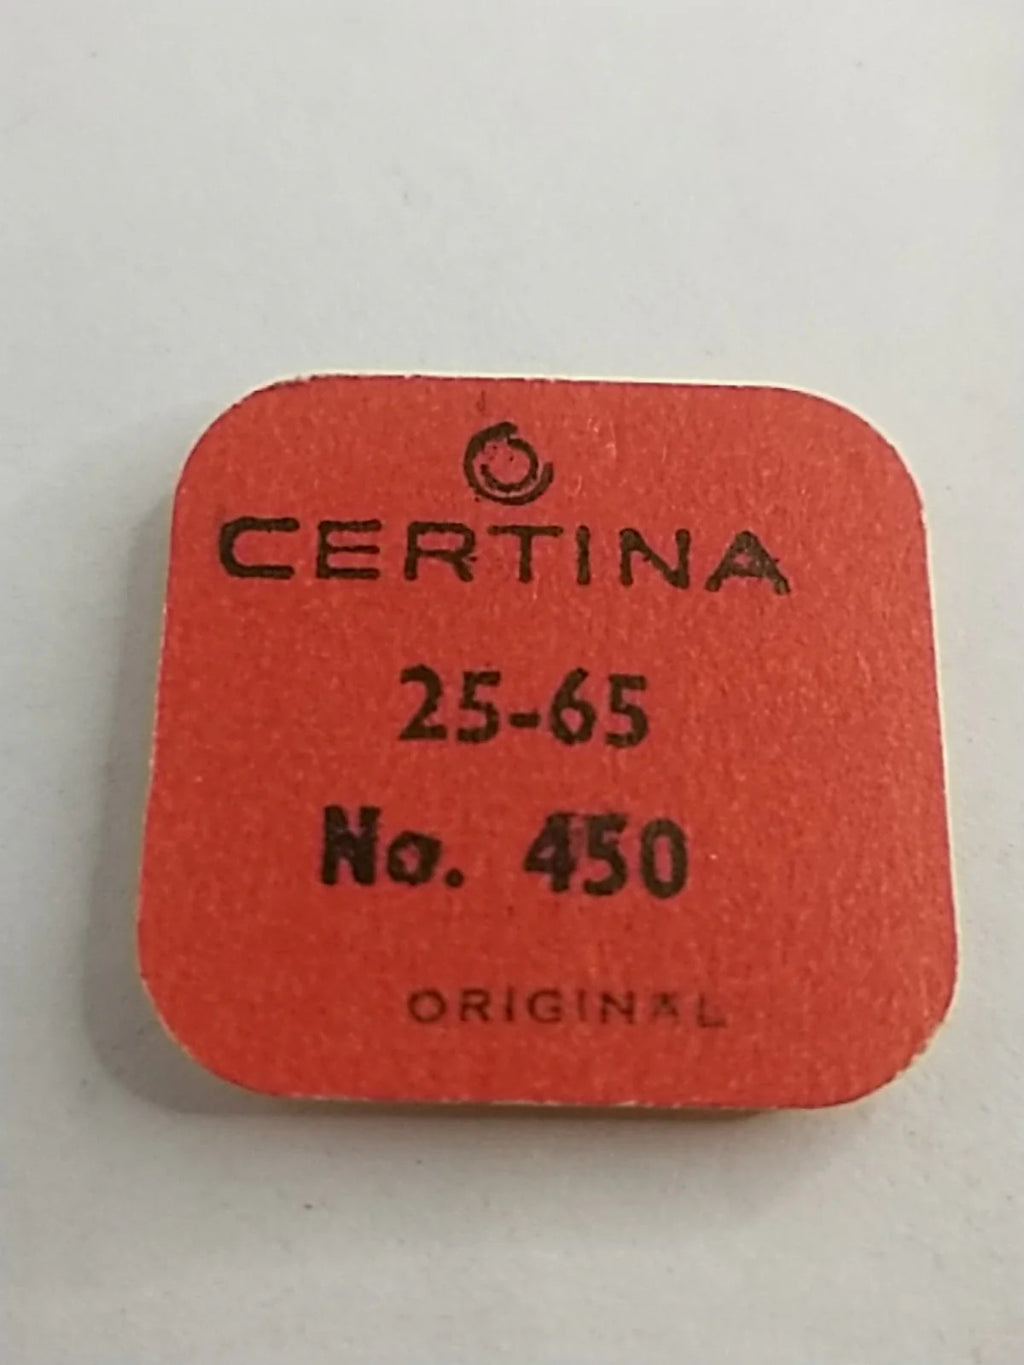 CERTINA
25-65
No. 450
ORIGINAL